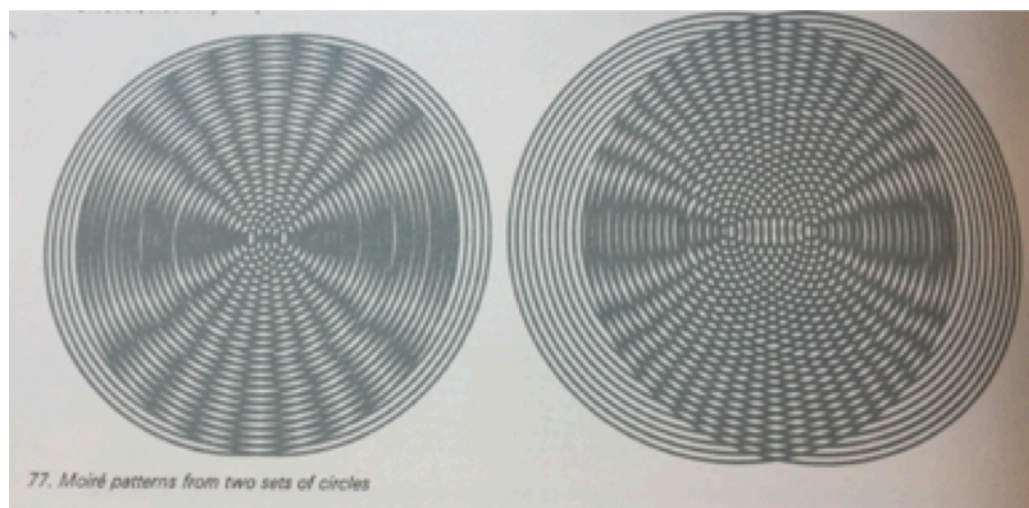 77. Moiré patterns from two sets of circles